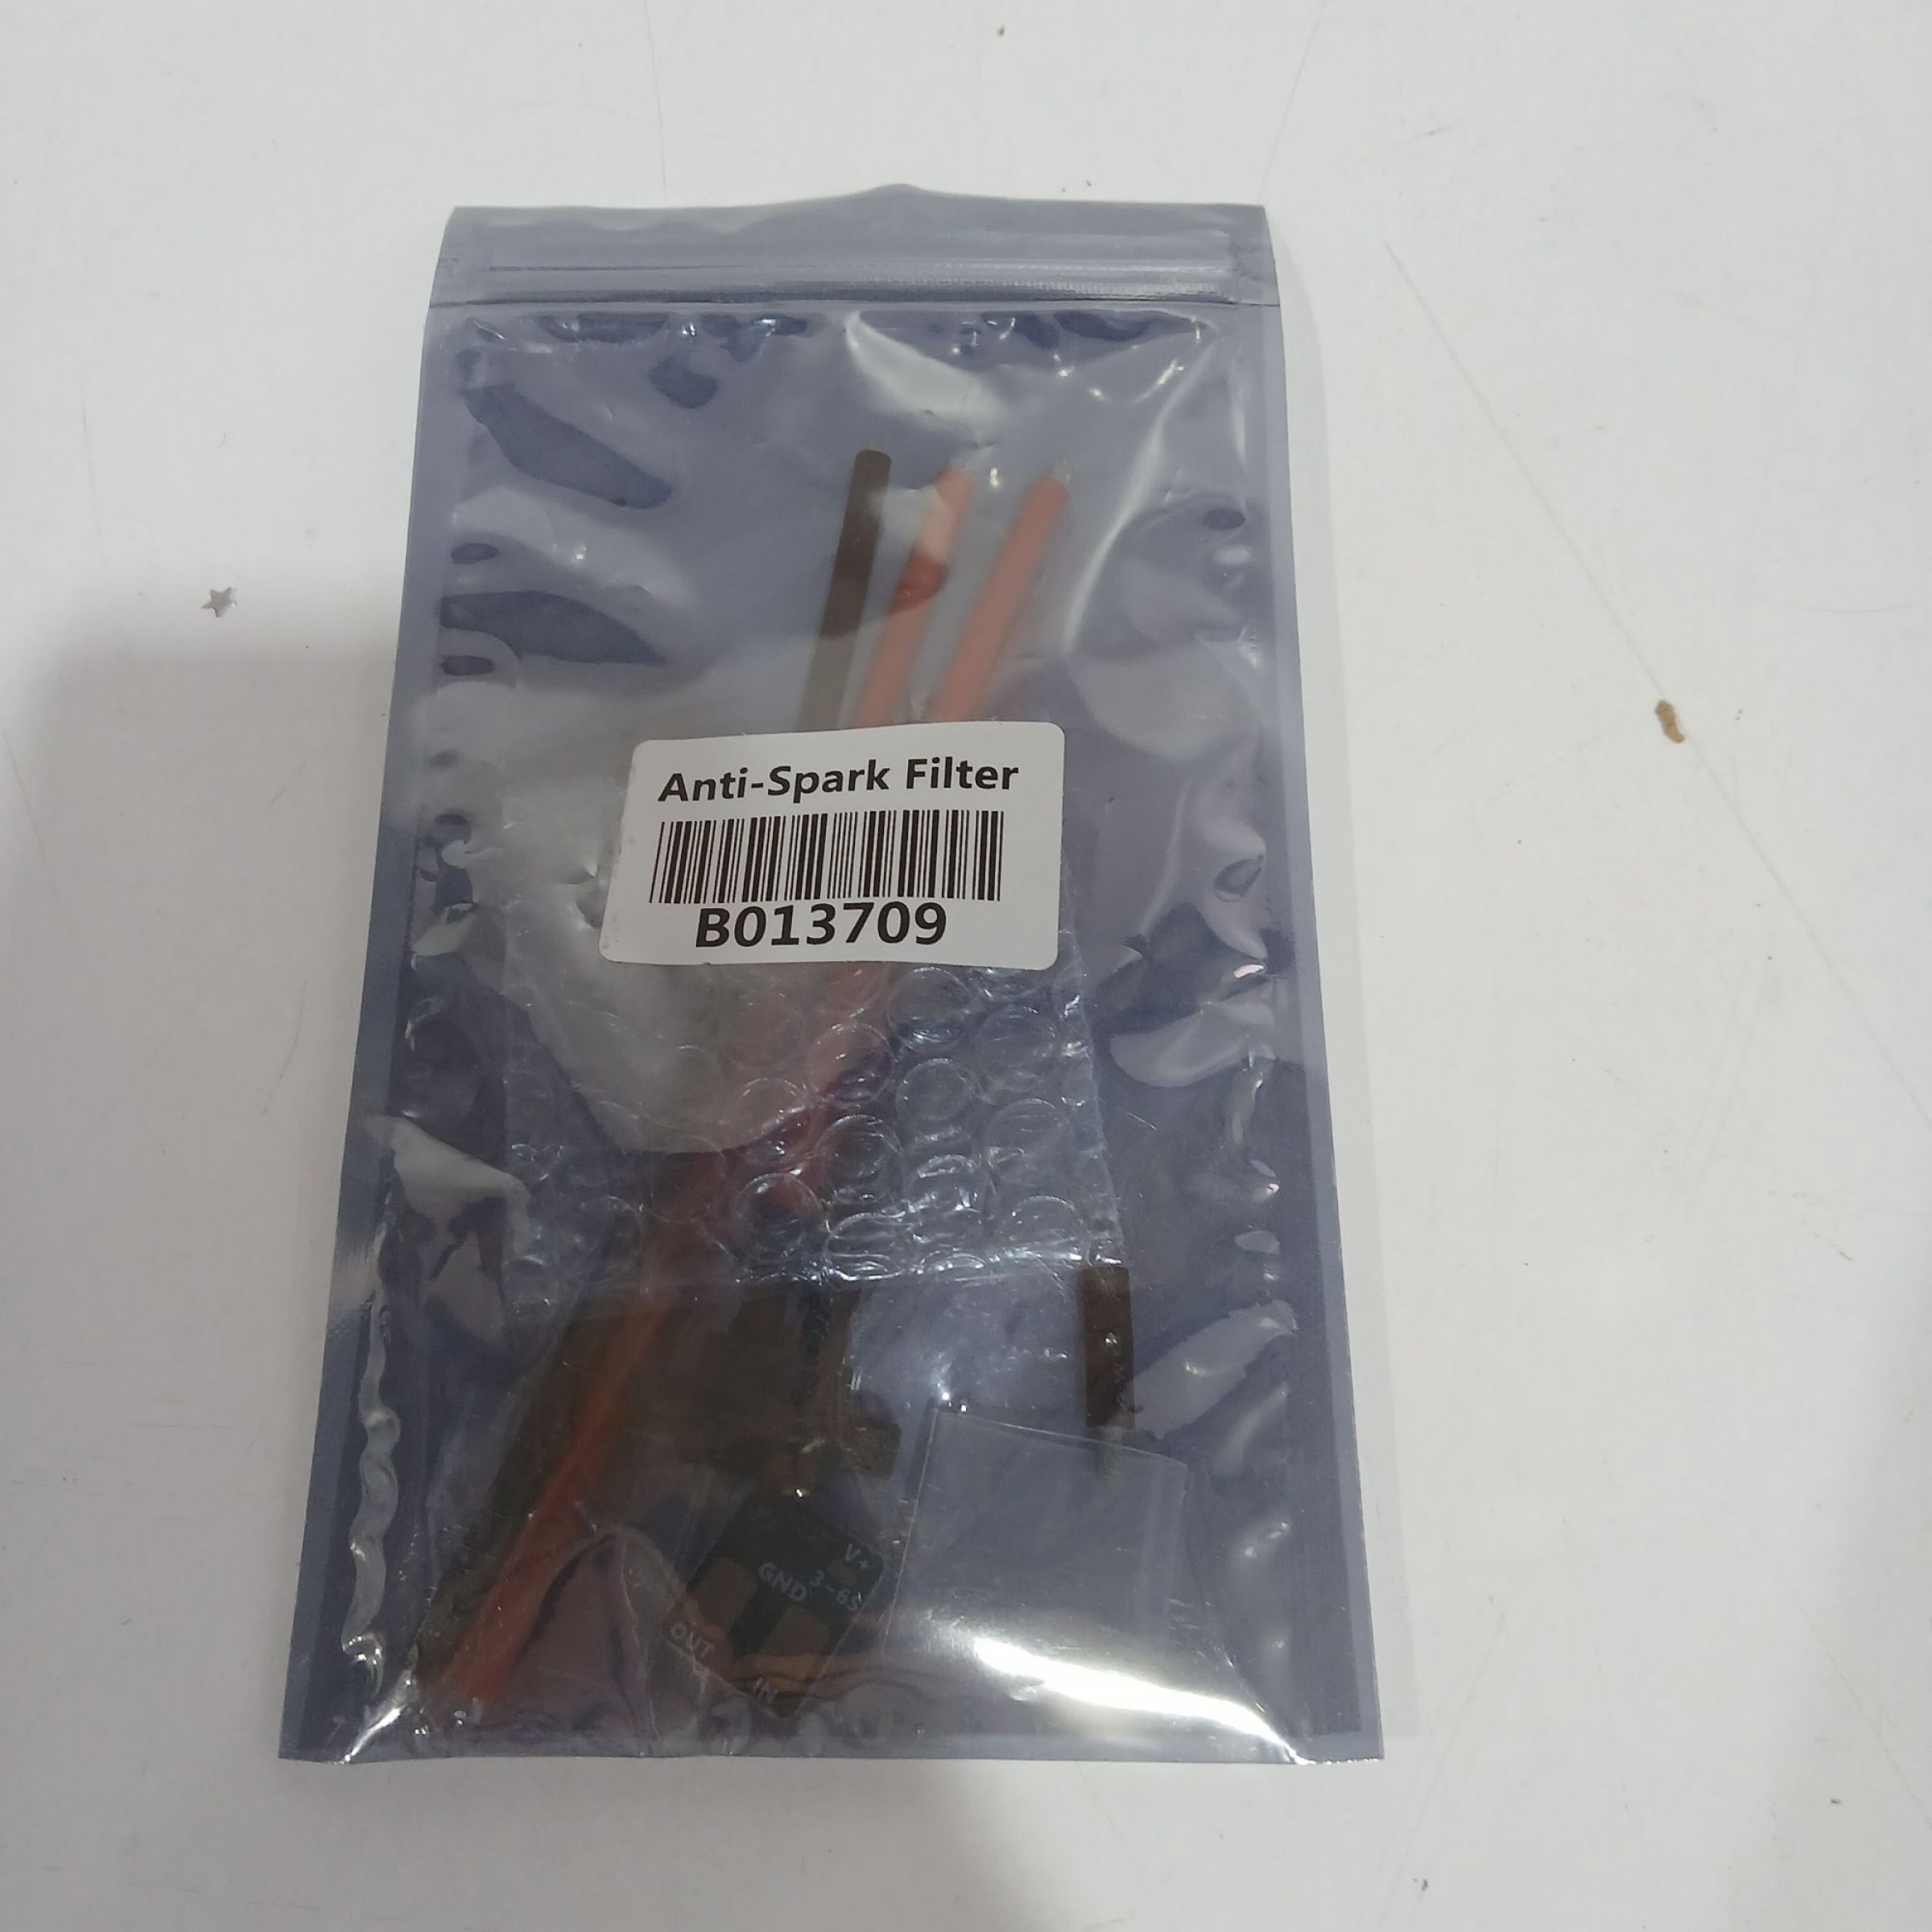 Anti-Spark Filter
B013709
V+
GND 3-6S
OUT
IN